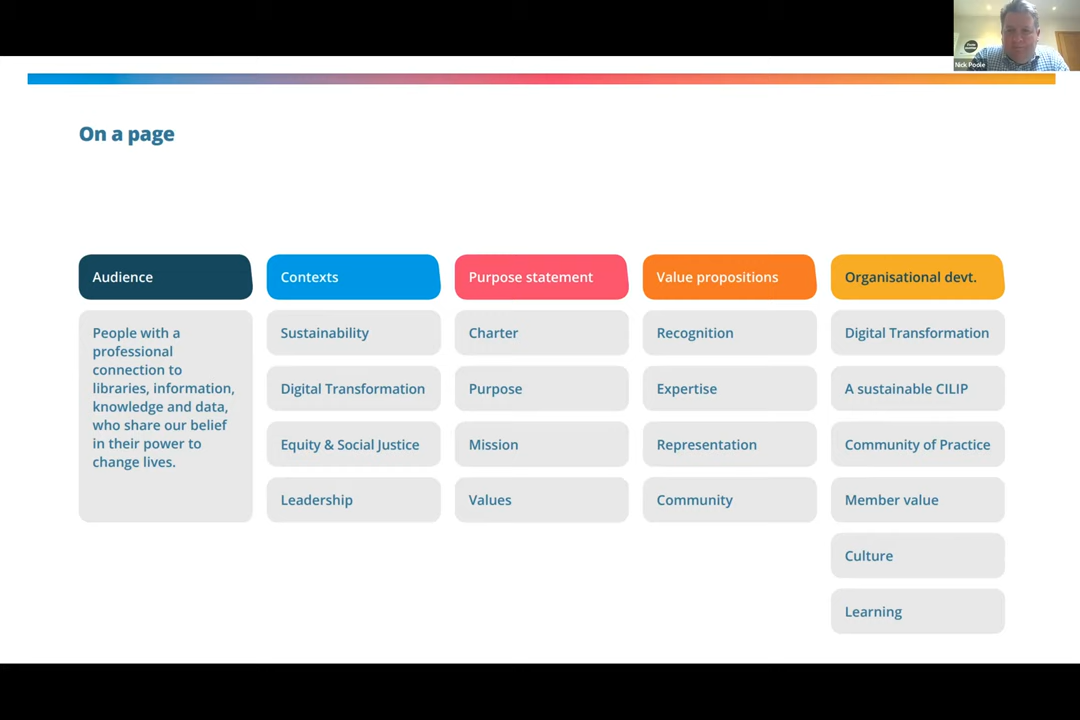 Nick Poole
On a page
Audience
People with a
professional
connection to
libraries, information,
knowledge and data,
who share our belief
in their power to
change lives.
Contexts
Sustainability
Digital Transformation
Equity & Social Justice
Leadership
Purpose statement
Charter
Purpose
Mission
Values
Value propositions
Recognition
Expertise
Representation
Community
Organisational devt.
Digital Transformation
A sustainable CILIP
Community of Practice
Member value
Culture
Learning